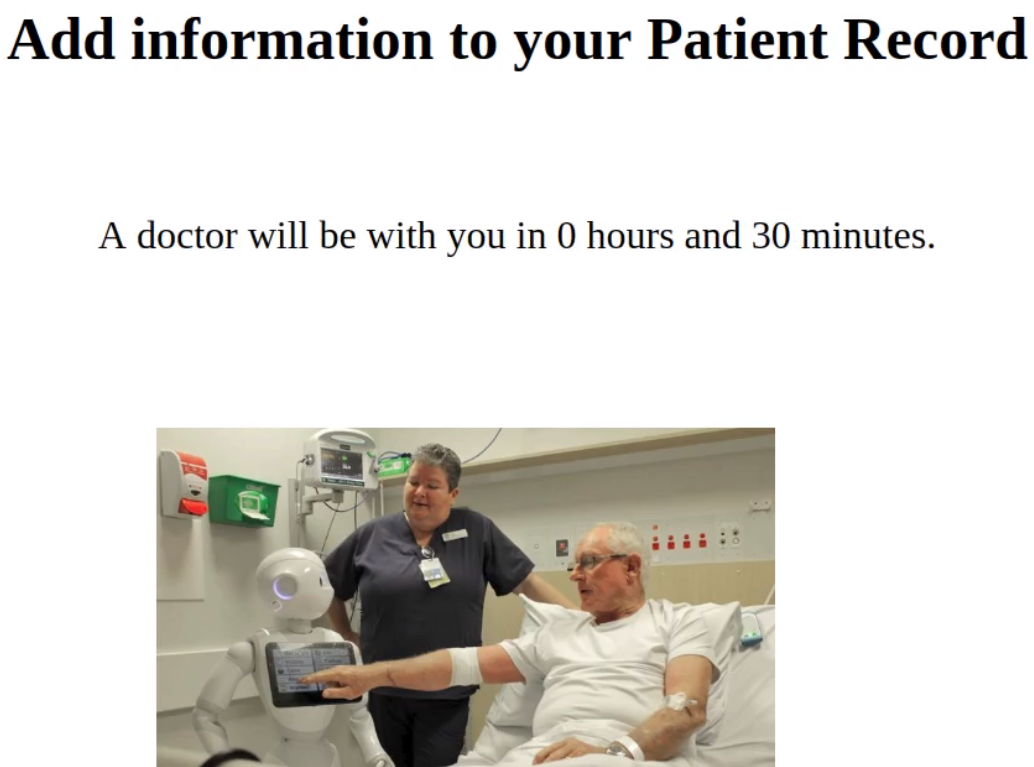 Add information to your Patient Record
A doctor will be with you in 0 hours and 30 minutes.